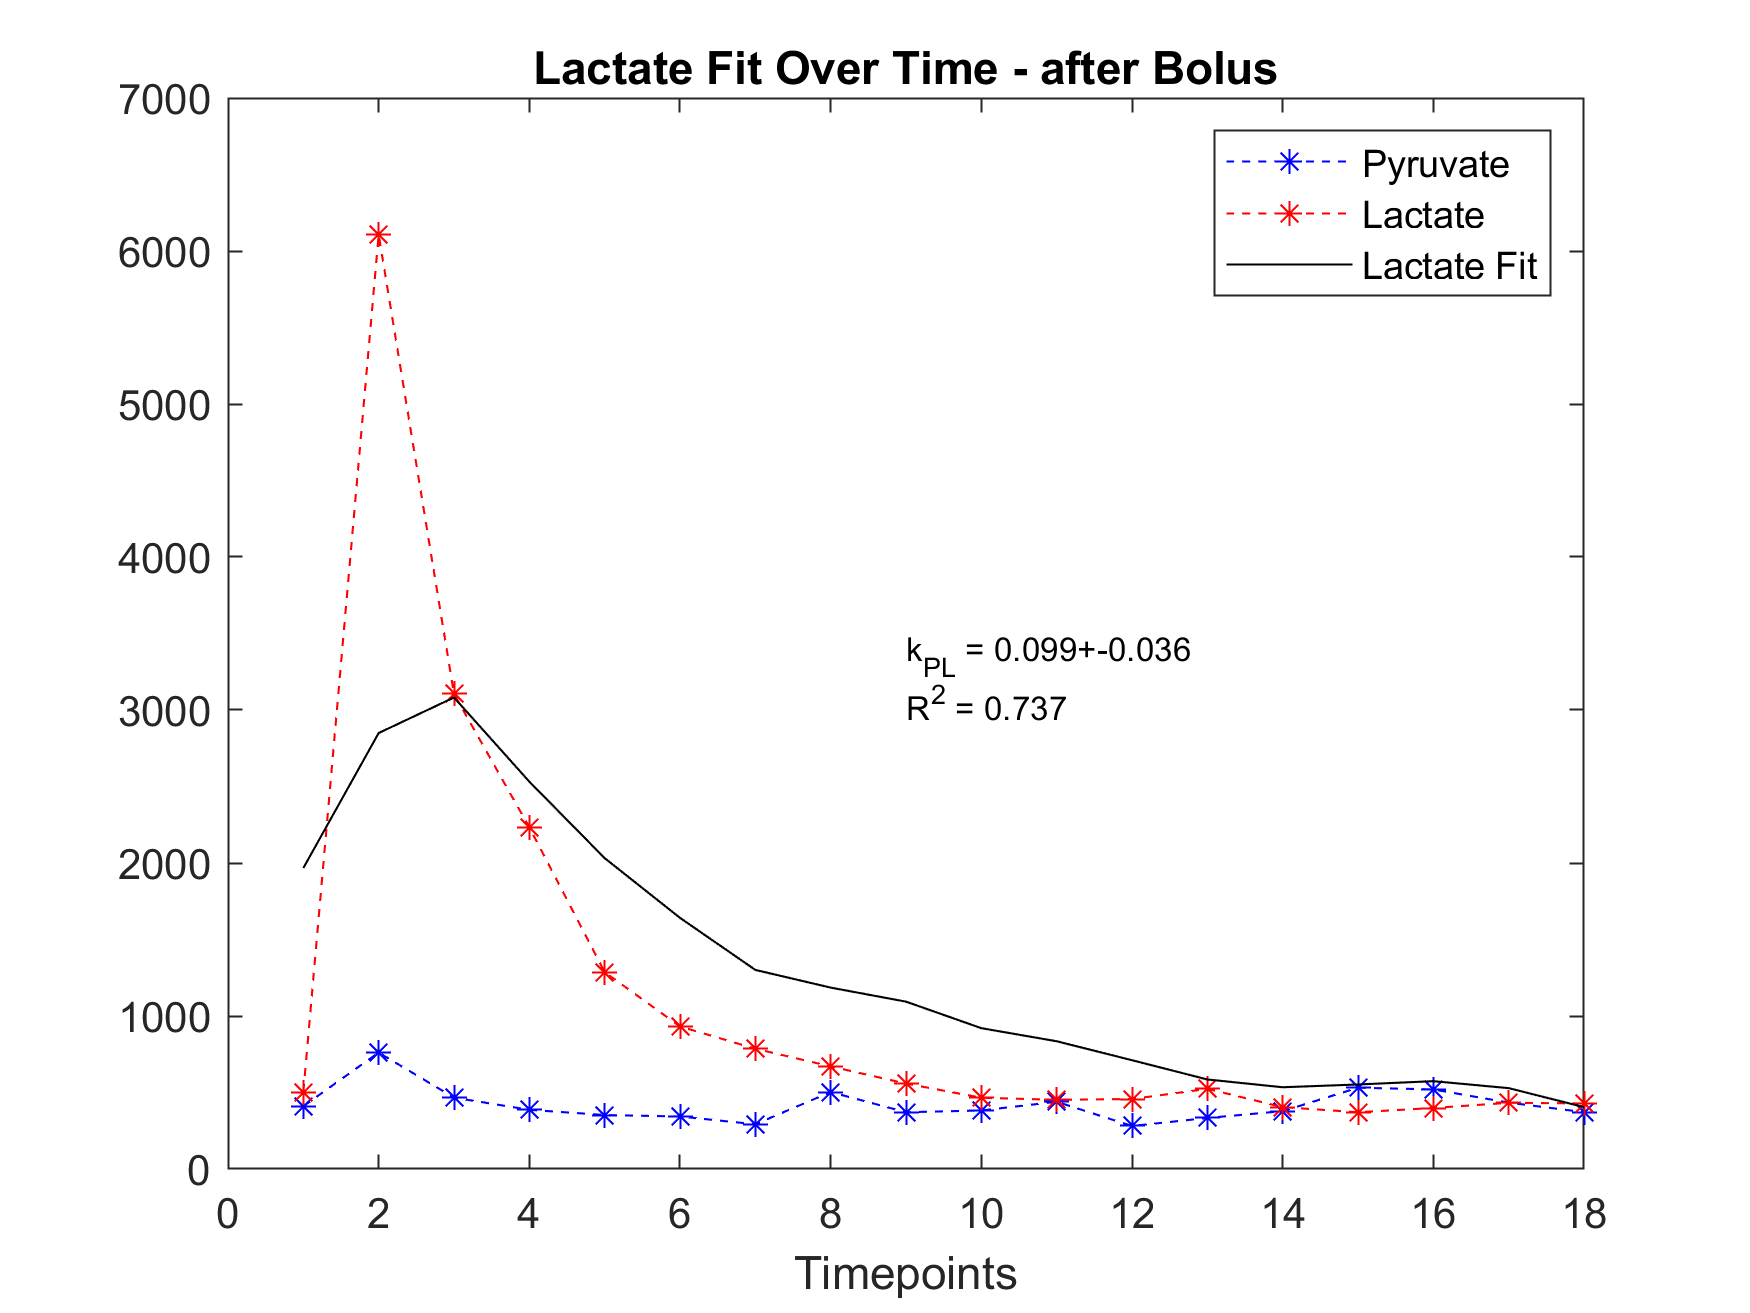 Lactate Fit Over Time - after Bolus
7000
6000
5000
4000
3000
2000
1000
0
Pyruvate
Lactate
Lactate Fit
kPL = 0.099+-0.036
R2 = 0.737
0 2 4 6 8 10 12 14 16 18
Timepoints